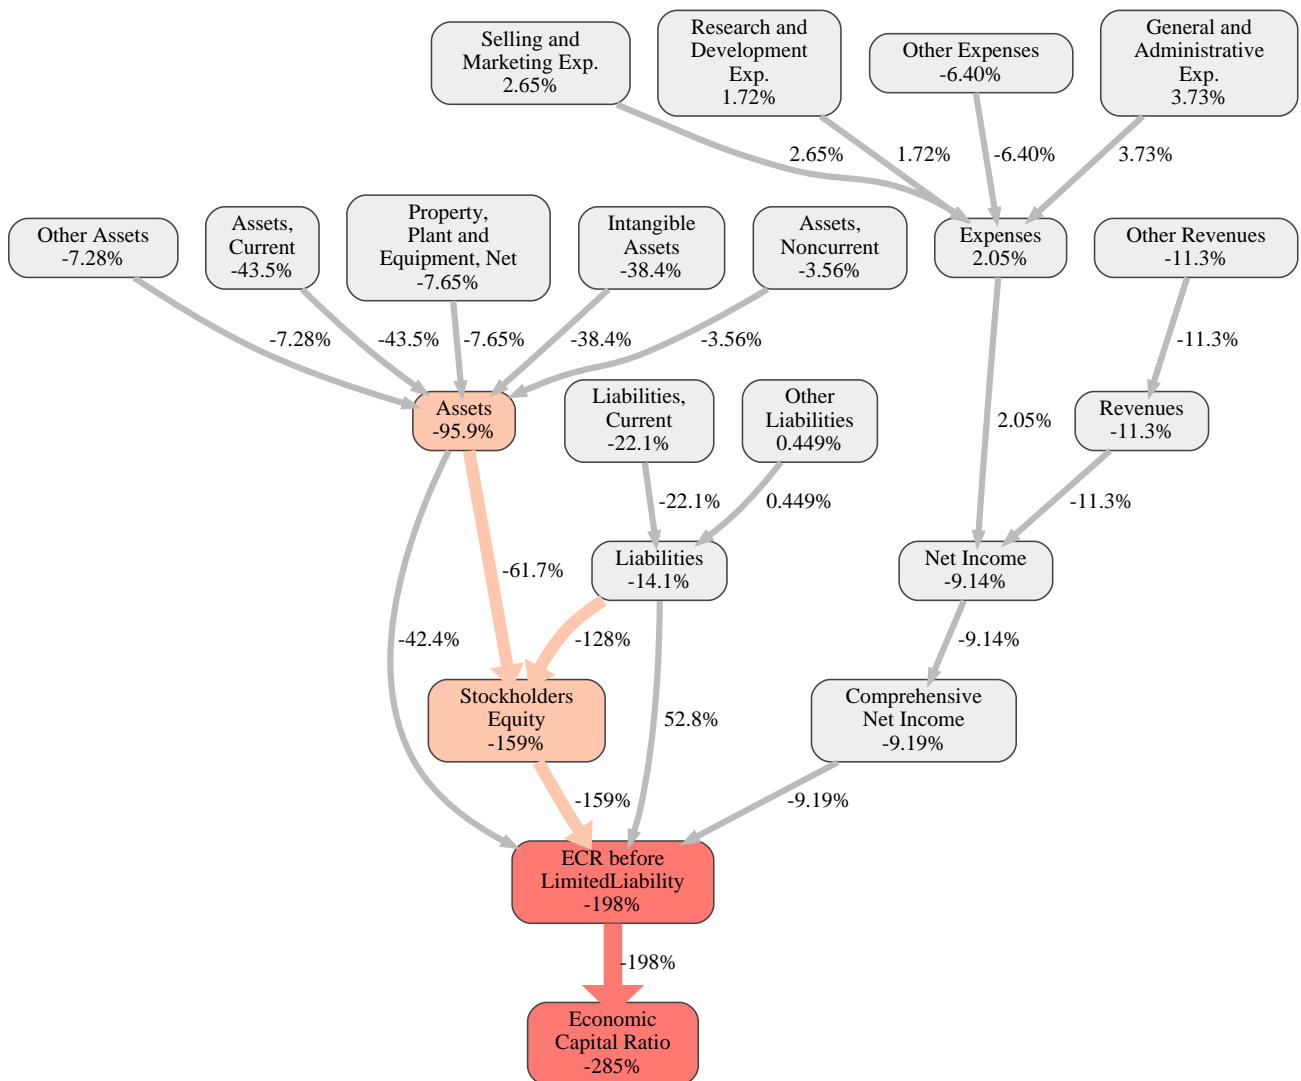 Selling and
Marketing Exp.
2.65%
Research and
Development
Exp.
1.72%
Other Expenses
-6.40%
General and
Administrative
Exp.
3.73%
2.65%
1.72%
-6.40%
3.73%
Other Assets
-7.28%
Assets,
Current
-43.5%
Property,
Plant and
Equipment, Net
-7.65%
Intangible
Assets
-38.4%
Assets,
Noncurrent
-3.56%
Expenses
2.05%
Other Revenues
-11.3%
-7.28%
-43.5%
-7.65%
-38.4%
-3.56%
-11.3%
Assets
-95.9%
Liabilities,
Current
-22.1%
Other
Liabilities
0.449%
2.05%
Revenues
-11.3%
-22.1%
0.449%
-11.3%
-61.7%
Liabilities
-14.1%
Net Income
-9.14%
-42.4%
-128%
-9.14%
Stockholders
Equity
-159%
52.8%
Comprehensive
Net Income
-9.19%
-159%
-9.19%
ECR before
LimitedLiability
-198%
-198%
Economic
Capital Ratio
-285%